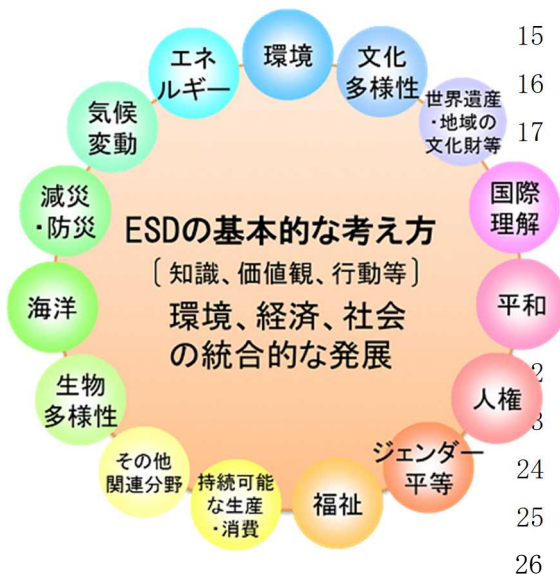 環境
文化
多様性
世界遺産
・地域の
文化財等
国際
理解
平和
人権
ジェンダー
平等
福祉
持続可能
な生産
・消費
その他
関連分野
生物
多様性
海洋
減災
・防災
気候
変動
エネ
ルギー
ESDの基本的な考え方
〔知識、価値観、行動等〕
環境、経済、社会
の統合的な発展
15
16
17
24
25
26